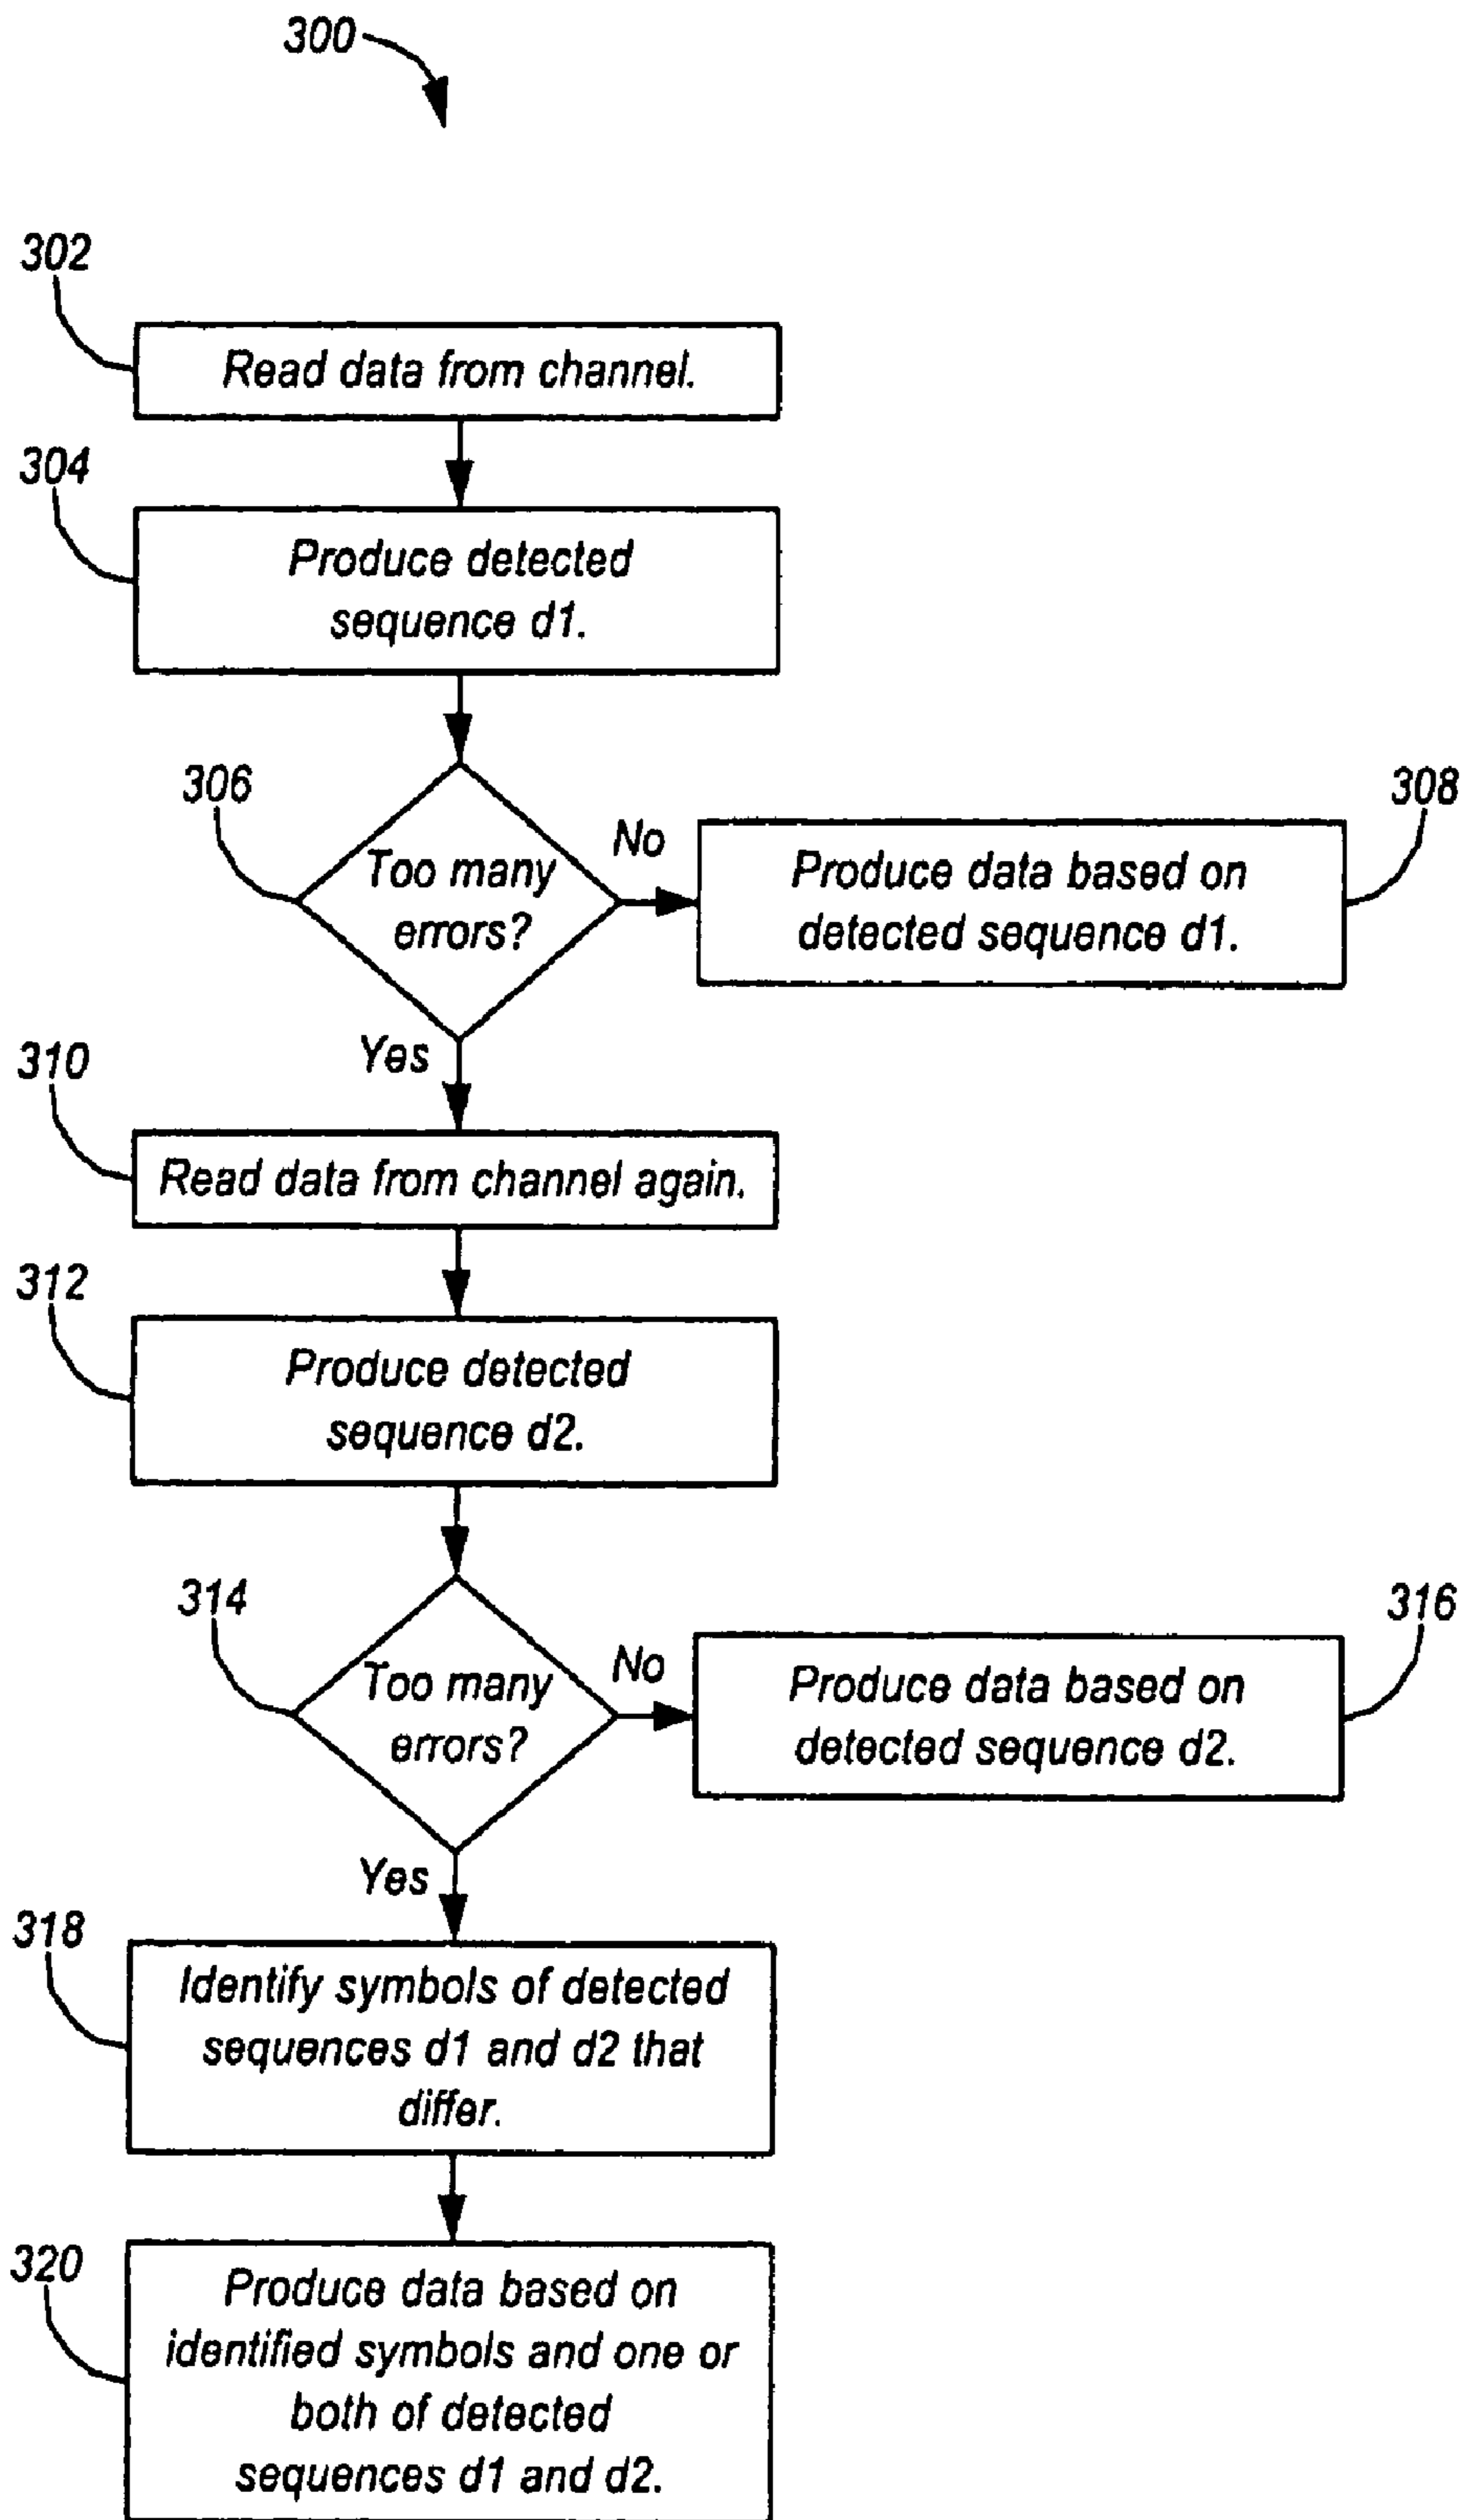 300
302
Read data from channel.
304
Produce detected
sequence d1.
306
Too many
errors?
No
308
Produce data based on
detected sequence d1.
Yes
310
Read data from channel again.
312
Produce detected
sequence d2.
314
Too many
errors?
No
316
Produce data based on
detected sequence d2.
Yes
318
Identify symbols of detected
sequences d1 and d2 that
differ.
320
Produce data based on
identified symbols and one or
both of detected
sequences d1 and d2.